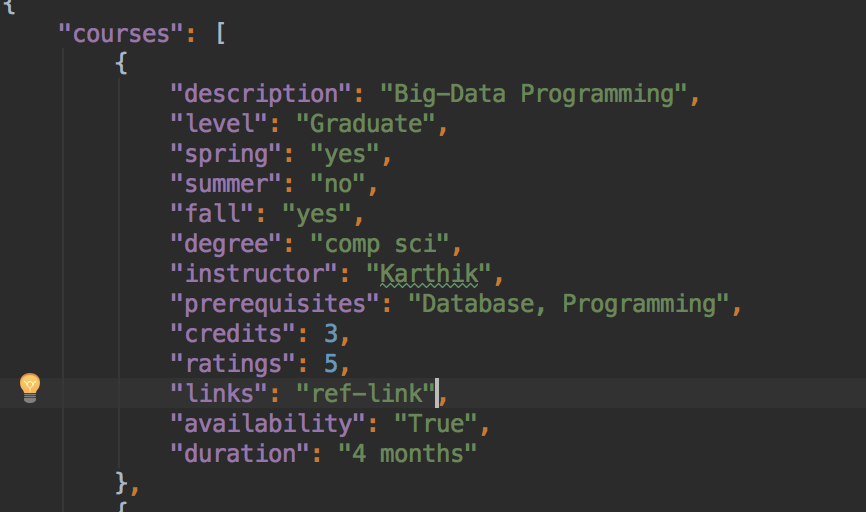 {
"courses": [
{
"description": "Big-Data Programming",
"level": "Graduate",
"spring": "yes",
"summer": "no",
"fall": "yes",
"degree": "comp sci",
"instructor": "Karthik",
"prerequisites": "Database, Programming",
"credits": 3,
"ratings": 5,
"links": "ref-link",
"availability": "True",
"duration": "4 months"
},
{